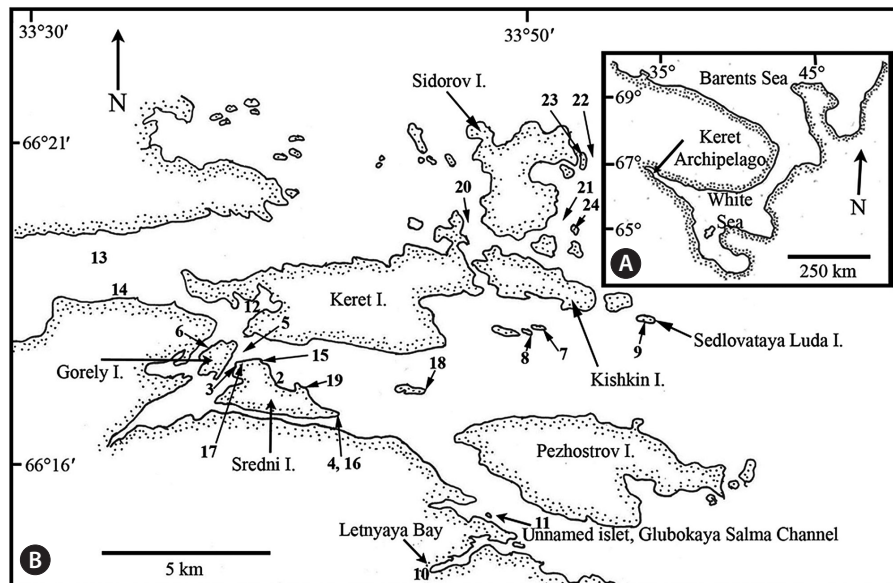 33°30′
33°50′
N
66°21′
66°16′
Sidorov I.
23
22
20
21
24
13
14
12
Keret I.
6
5
Gorely I.
3
15
2
19
18
17
Sredni I.
4, 16
8
7
9
Sedlovataya Luda I.
Kishkin I.
Pezhostrov I.
Letnyaya Bay
11
Unnamed islet, Glubokaya Salma Channel
10
B
5 km
35°
45°
Barents Sea
69°
67°
65°
Keret
Archipelago
White
Sea
N
A
250 km